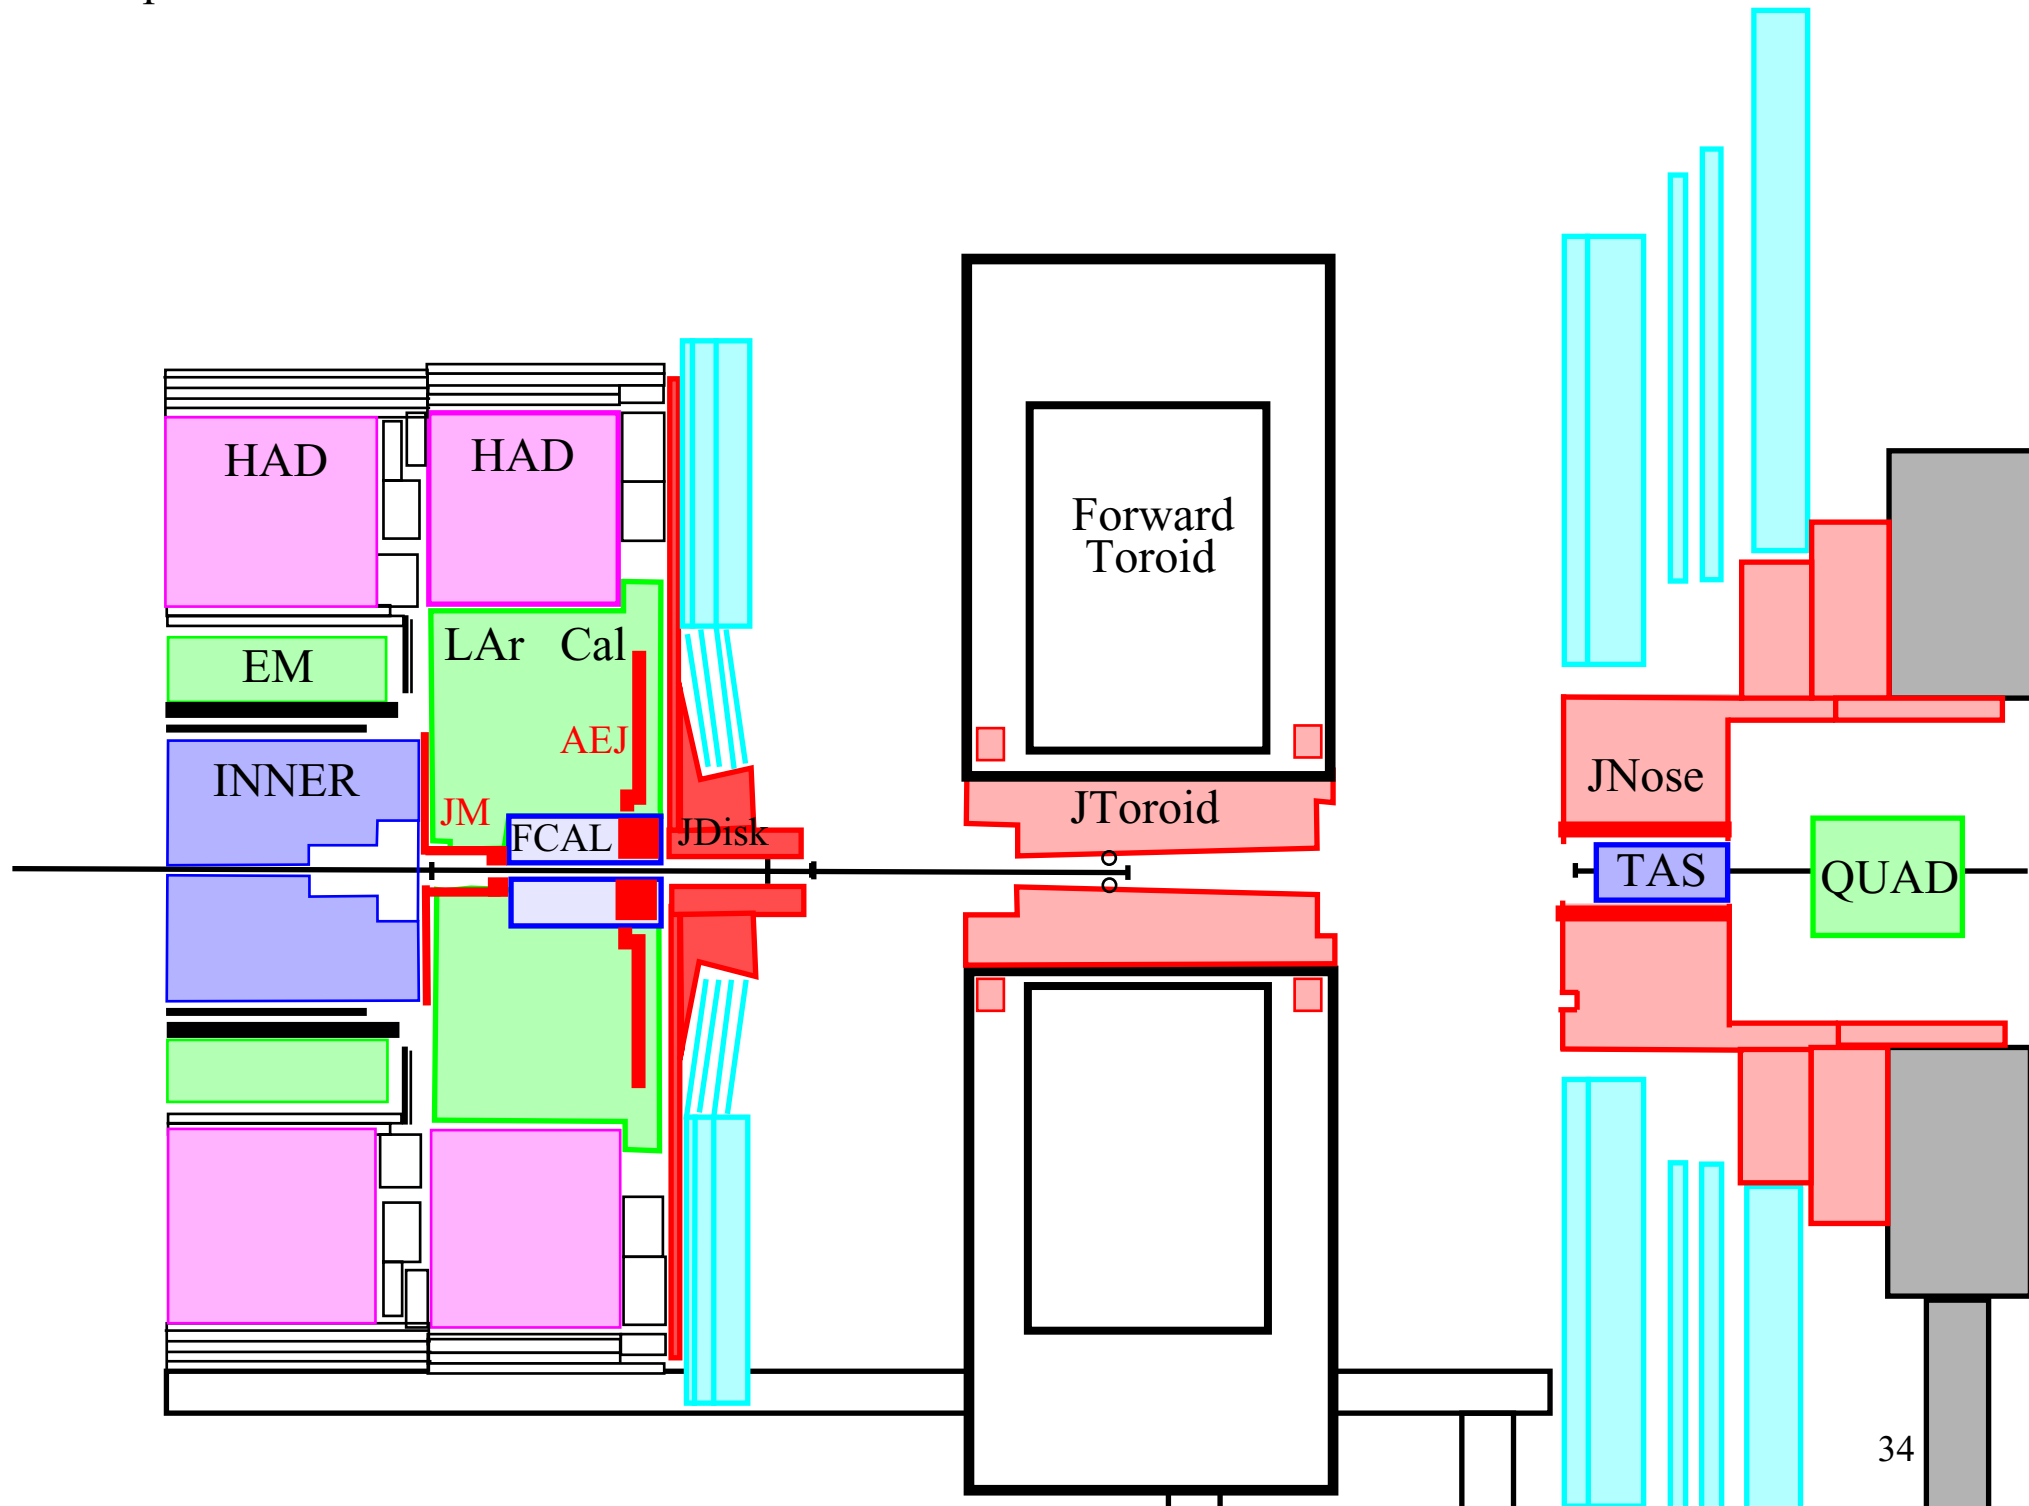 HAD
HAD
Forward
Toroid
LAr Cal
EM
AEJ
INNER
JM
FCAL
JDisk
JToroid
JNose
TAS
QUAD
34